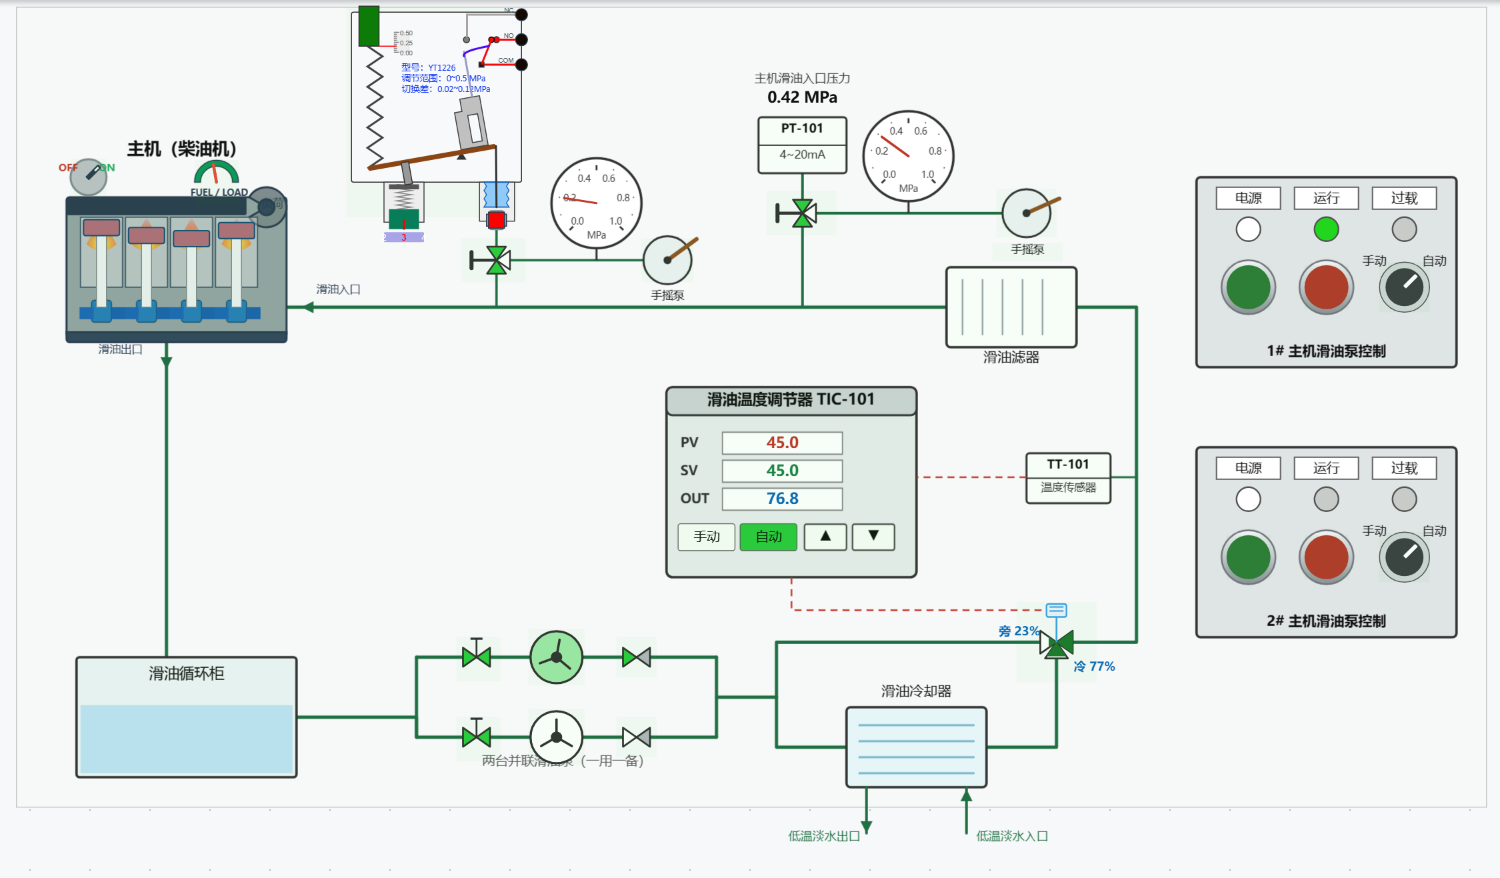 NC
0.50
0.25
0.00
NO
COM
型号：YT1226
调节范围：0~0.5MPa
切换差：0.02~0.12MPa
3
主机（柴油机）
OFF
ON
FUEL / LOAD
滑油入口
滑油出口
0.0
0.2
0.4
0.6
0.8
1.0
MPa
手摇泵
主机滑油入口压力
0.42 MPa
PT-101
4~20mA
0.0
0.2
0.4
0.6
0.8
1.0
MPa
手摇泵
滑油滤器
电源
运行
过载
手动
自动
1# 主机滑油泵控制
滑油温度调节器 TIC-101
PV
45.0
SV
45.0
OUT
76.8
手动
自动
▲
▼
TT-101
温度传感器
电源
运行
过载
手动
自动
2# 主机滑油泵控制
旁 23%
冷 77%
滑油循环柜
两台并联滑油泵（一用一备）
滑油冷却器
低温淡水出口
低温淡水入口